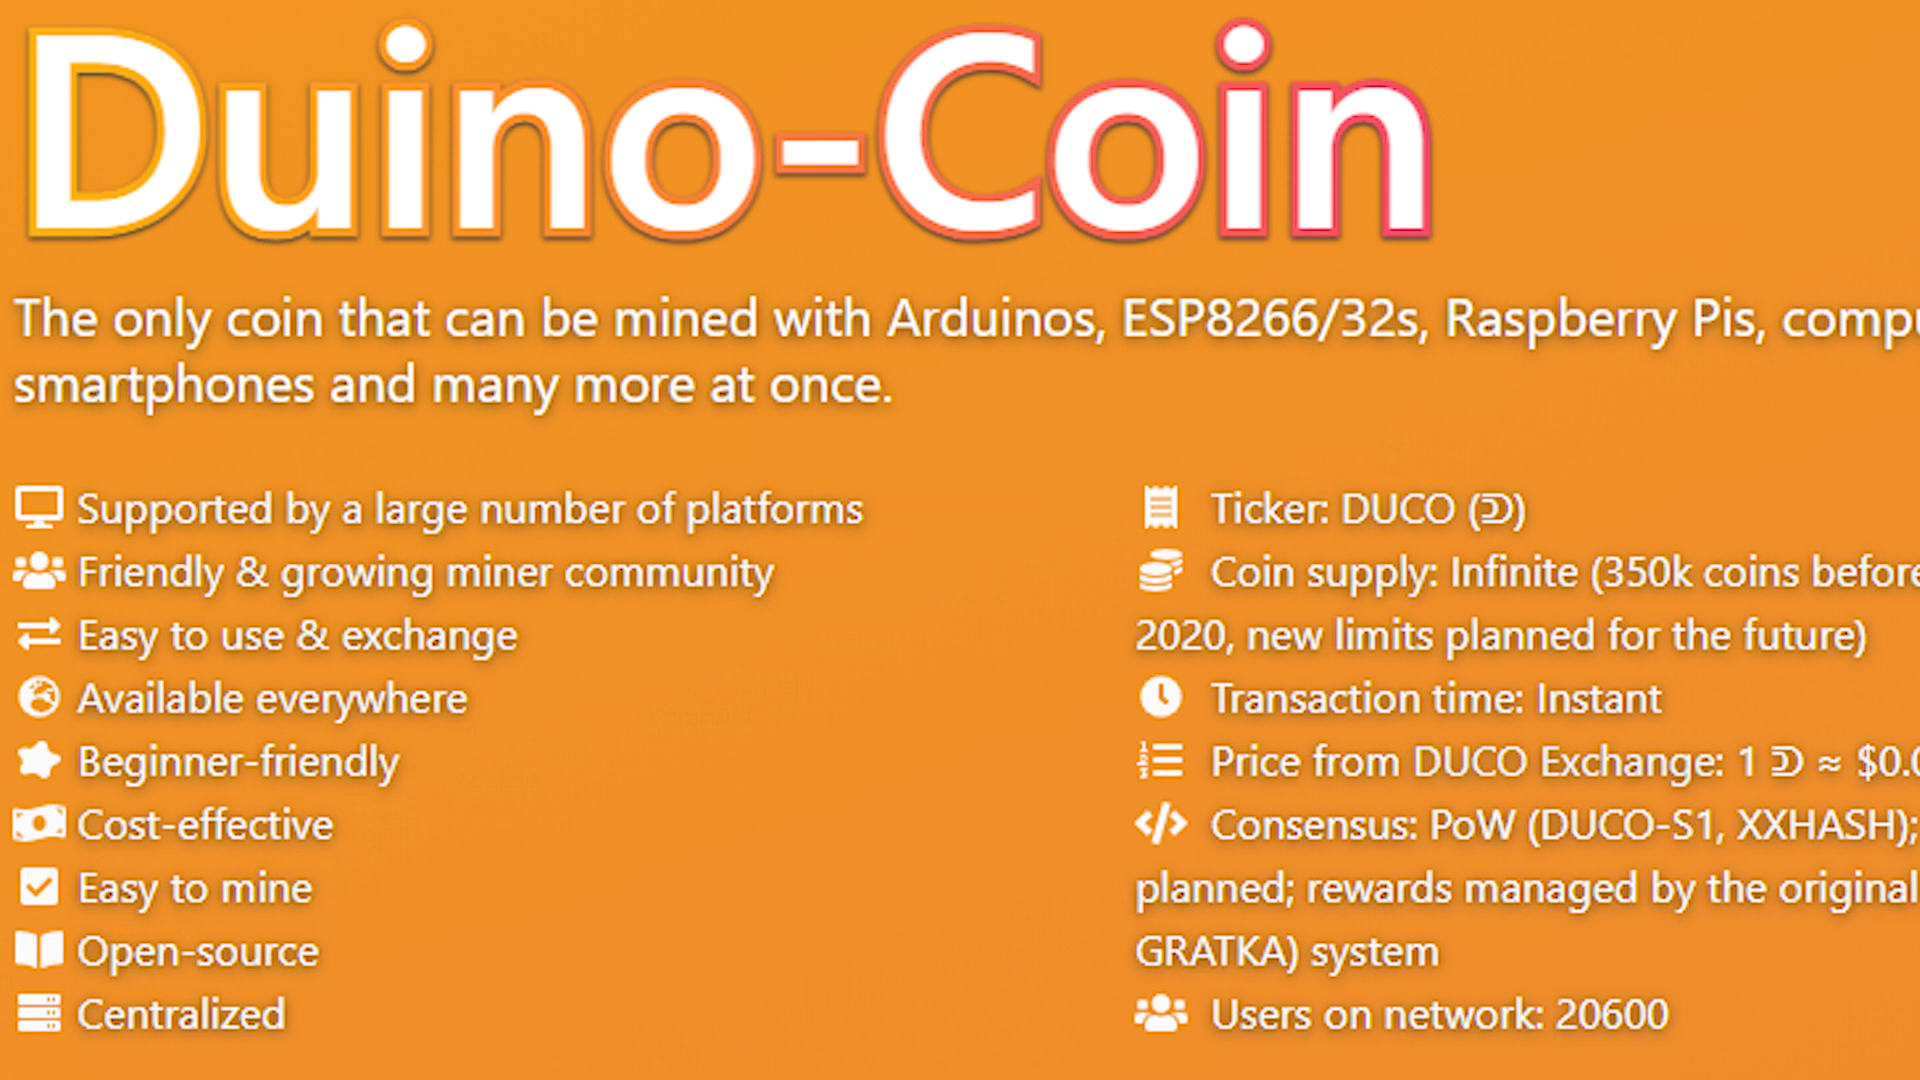 Duino-Coin
The only coin that can be mined with Arduinos, ESP8266/32s, Raspberry Pis,
smartphones and many more at once.
Supported by a large number of platforms
Friendly & growing miner community
Easy to use & exchange
Available everywhere
Beginner-friendly
Cost-effective
Easy to mine
Open-source
Centralized
Ticker: DUCO (ᕲ)
Coin supply: Infinite (350k coins before
2020, new limits planned for the future)
Transaction time: Instant
Price from DUCO Exchange: 1 ᕲ ≈ $0.0
Consensus: PoW (DUCO-S1, XXHASH);
planned; rewards managed by the original
GRATKA) system
Users on network: 20600